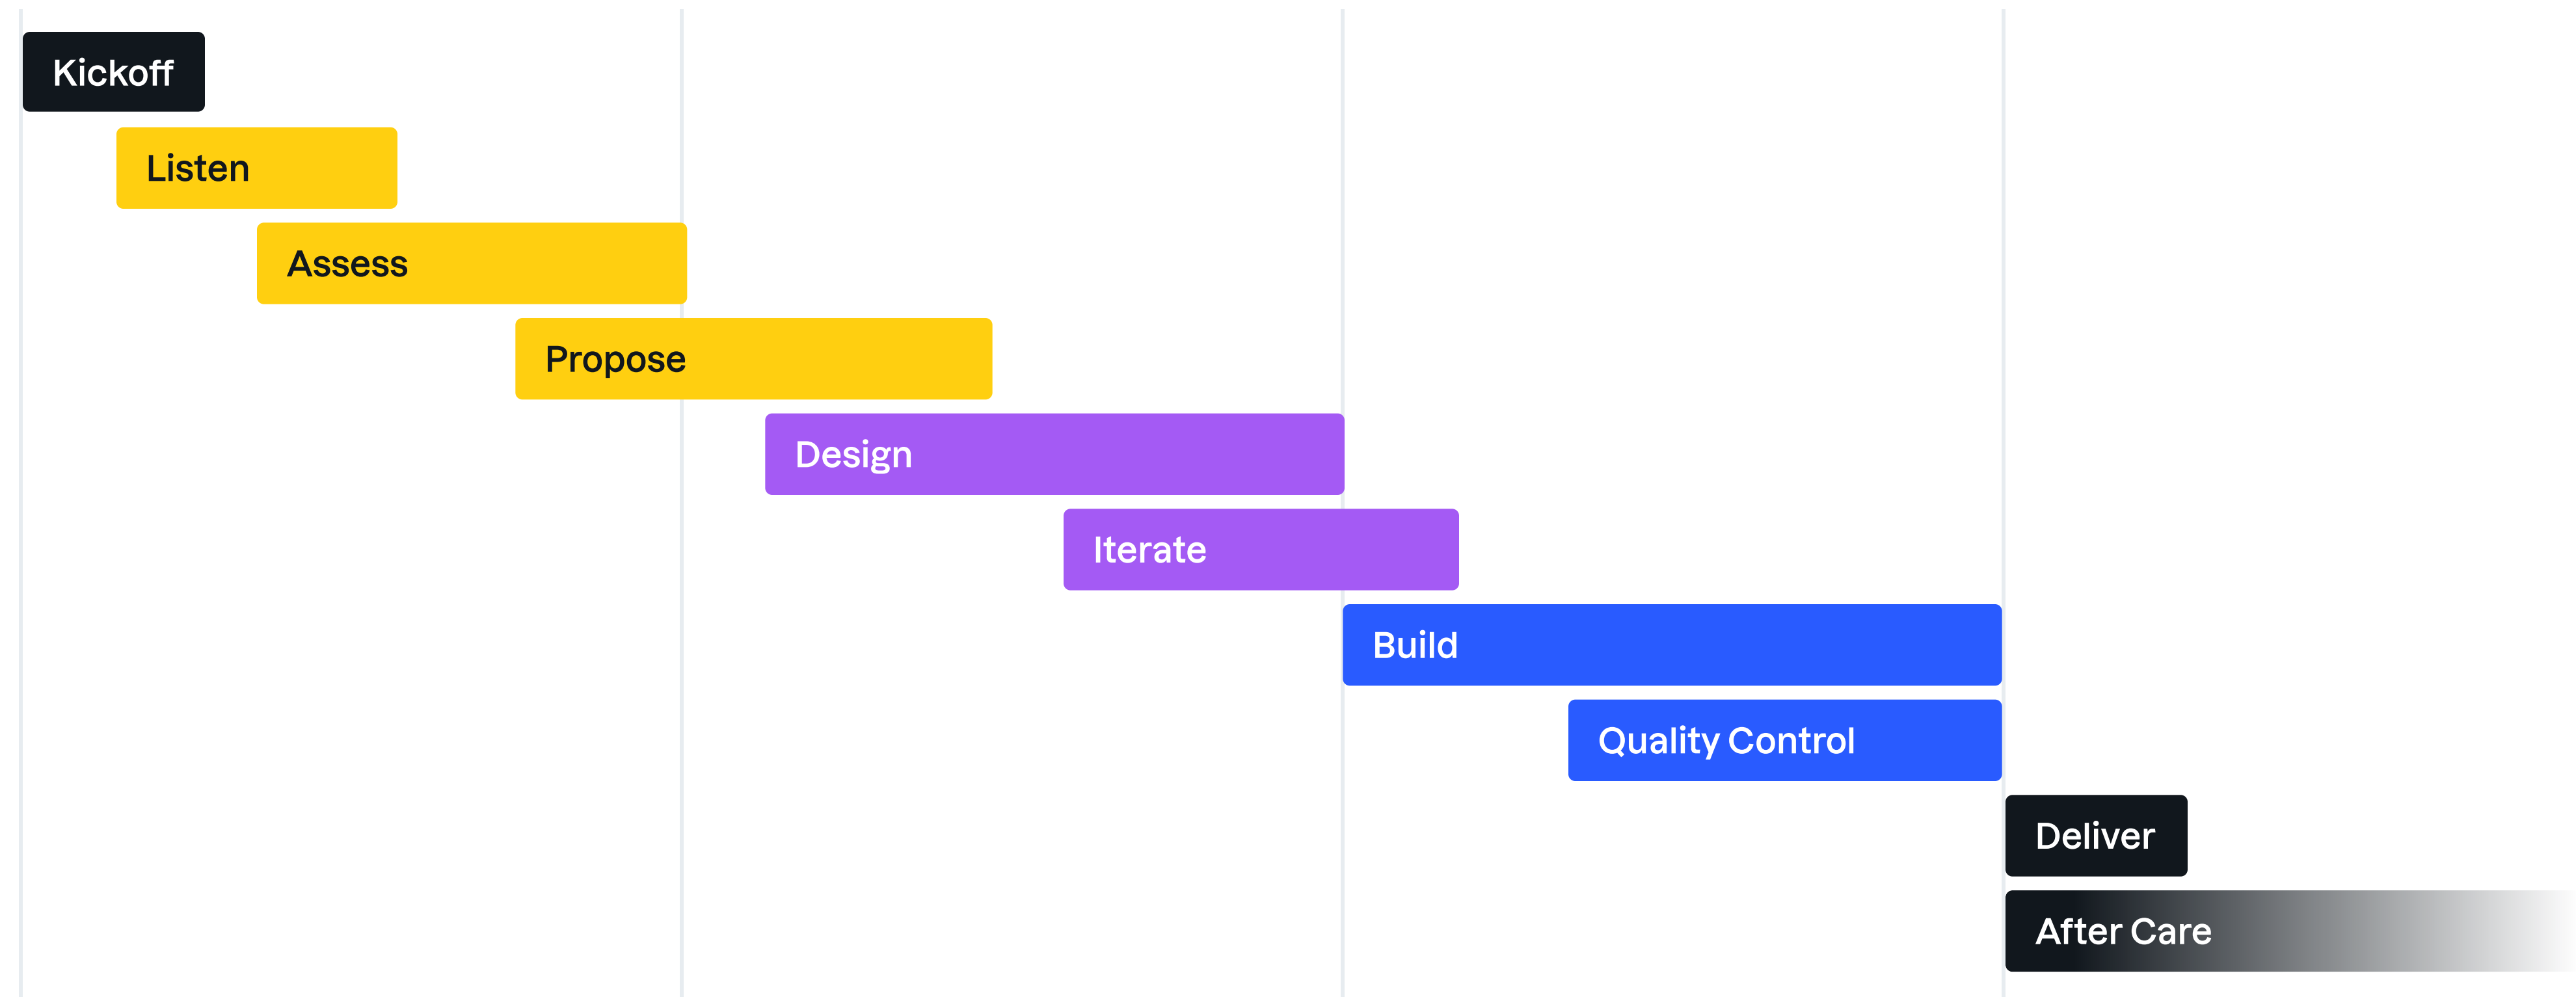 Kickoff
Listen
Assess
Propose
Design
Iterate
Build
Quality Control
Deliver
After Care